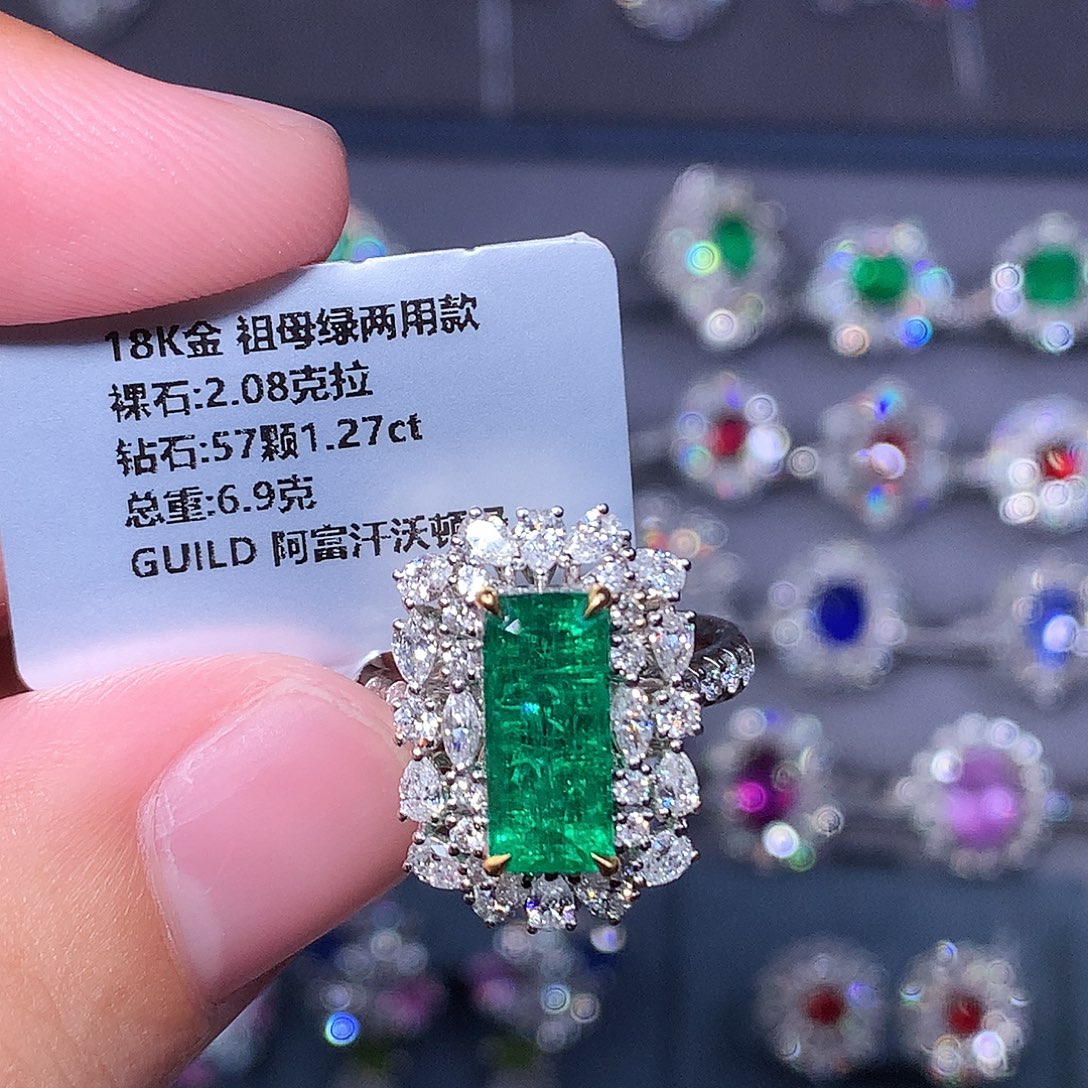 18K金 祖母绿两用款
裸石:2.08克拉
钻石:57颗1.27ct
总重:6.9克
GUILD 阿富汗沃顿